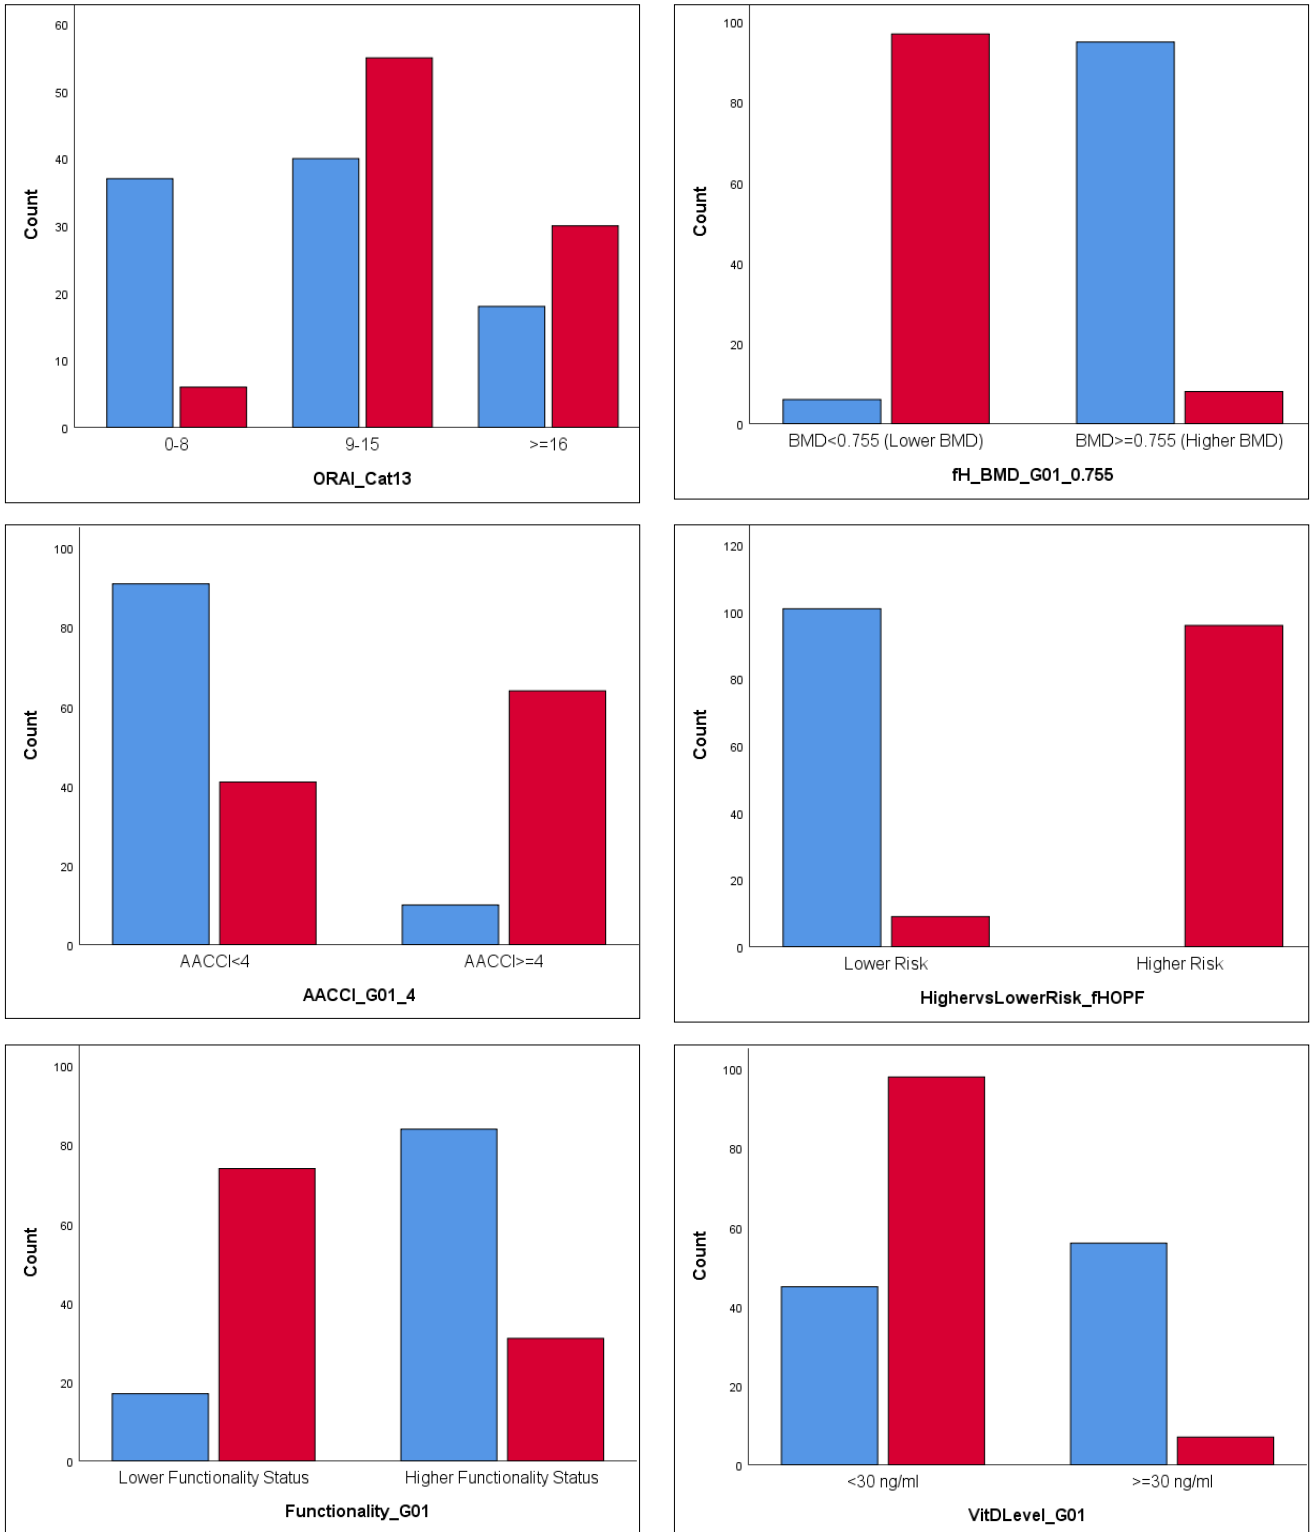 60
50
40
30
20
10
0
Count
0-8 9-15 >=16
ORAI_Cat13
100
80
60
40
20
0
Count
BMD<0.755 (Lower BMD) BMD>=0.755 (Higher BMD)
fH_BMD_G01_0.755
100
80
60
40
20
0
Count
AACCI<4 AACCI>=4
AACCI_G01_4
120
100
80
60
40
20
0
Count
Lower Risk Higher Risk
HighervsLowerRisk_fHOPF
100
80
60
40
20
0
Count
Lower Functionality Status Higher Functionality Status
Functionality_G01
100
80
60
40
20
0
Count
<30 ng/ml >=30 ng/ml
VitDLevel_G01